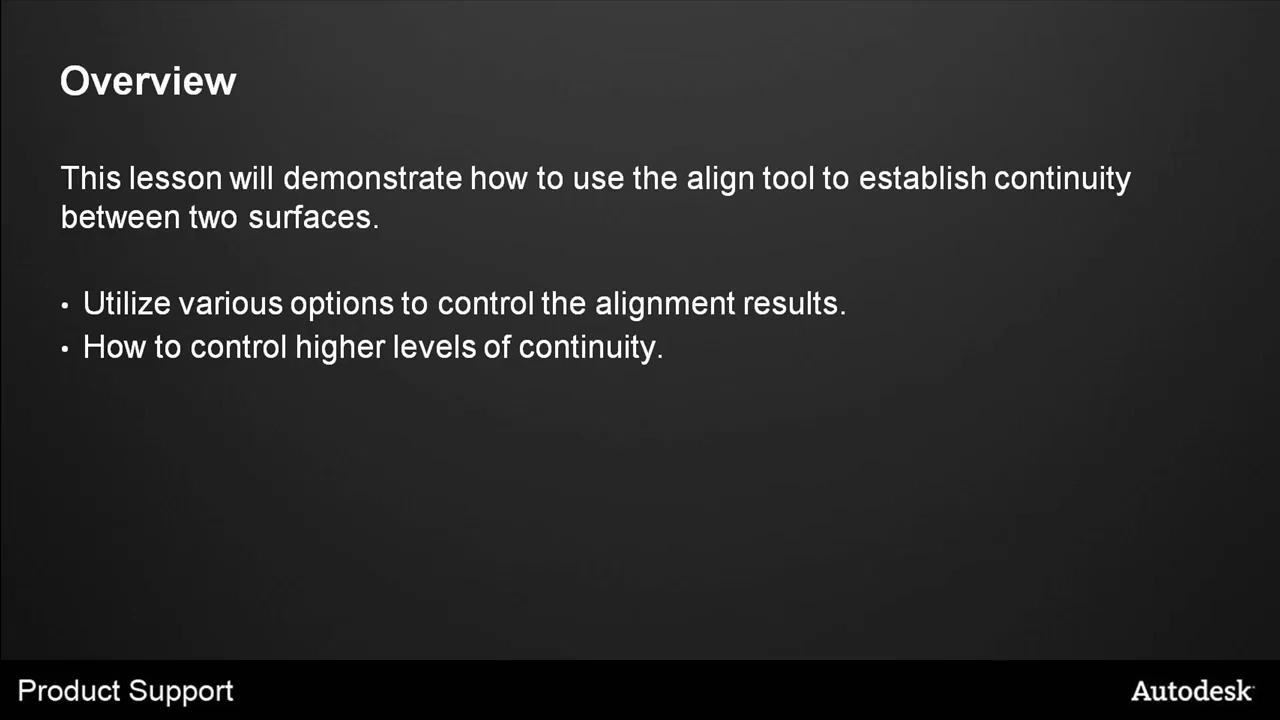 Overview
This lesson will demonstrate how to use the align tool to establish continuity
between two surfaces.
• Utilize various options to control the alignment results.
• How to control higher levels of continuity.
Product Support
Autodesk